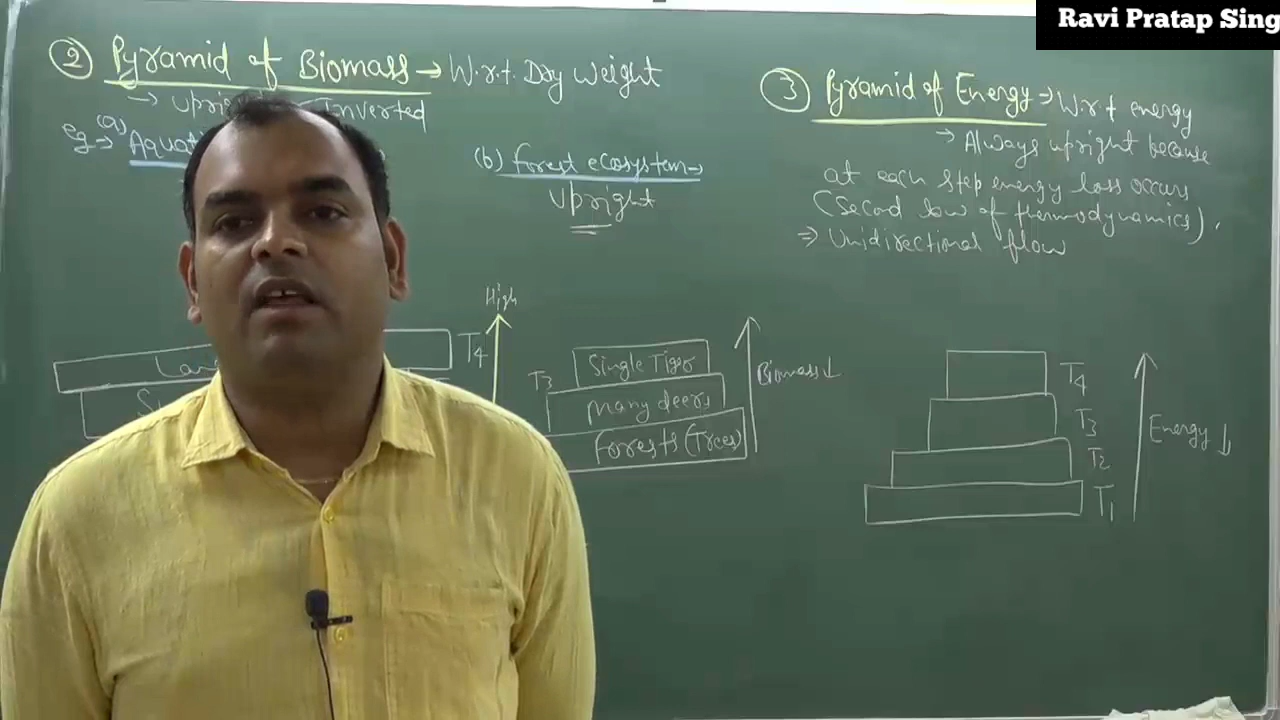 Ravi Pratap Sing
② Pyramid of Biomass → W.r.t. Dry Weight
→ upri Inverted
eg → (a) Aquat
(b) forest ecosystem →
Upright
③ Pyramid of Energy → W.r.t energy
→ Always upright because
at each step energy loss occurs
(Second law of thermodynamics).
⇒ Unidirectional flow
High
T4
T3
Single Tiger
Many deers
Forests (Trees)
Biomass ↓
T4
T3
T2
T1
Energy ↓